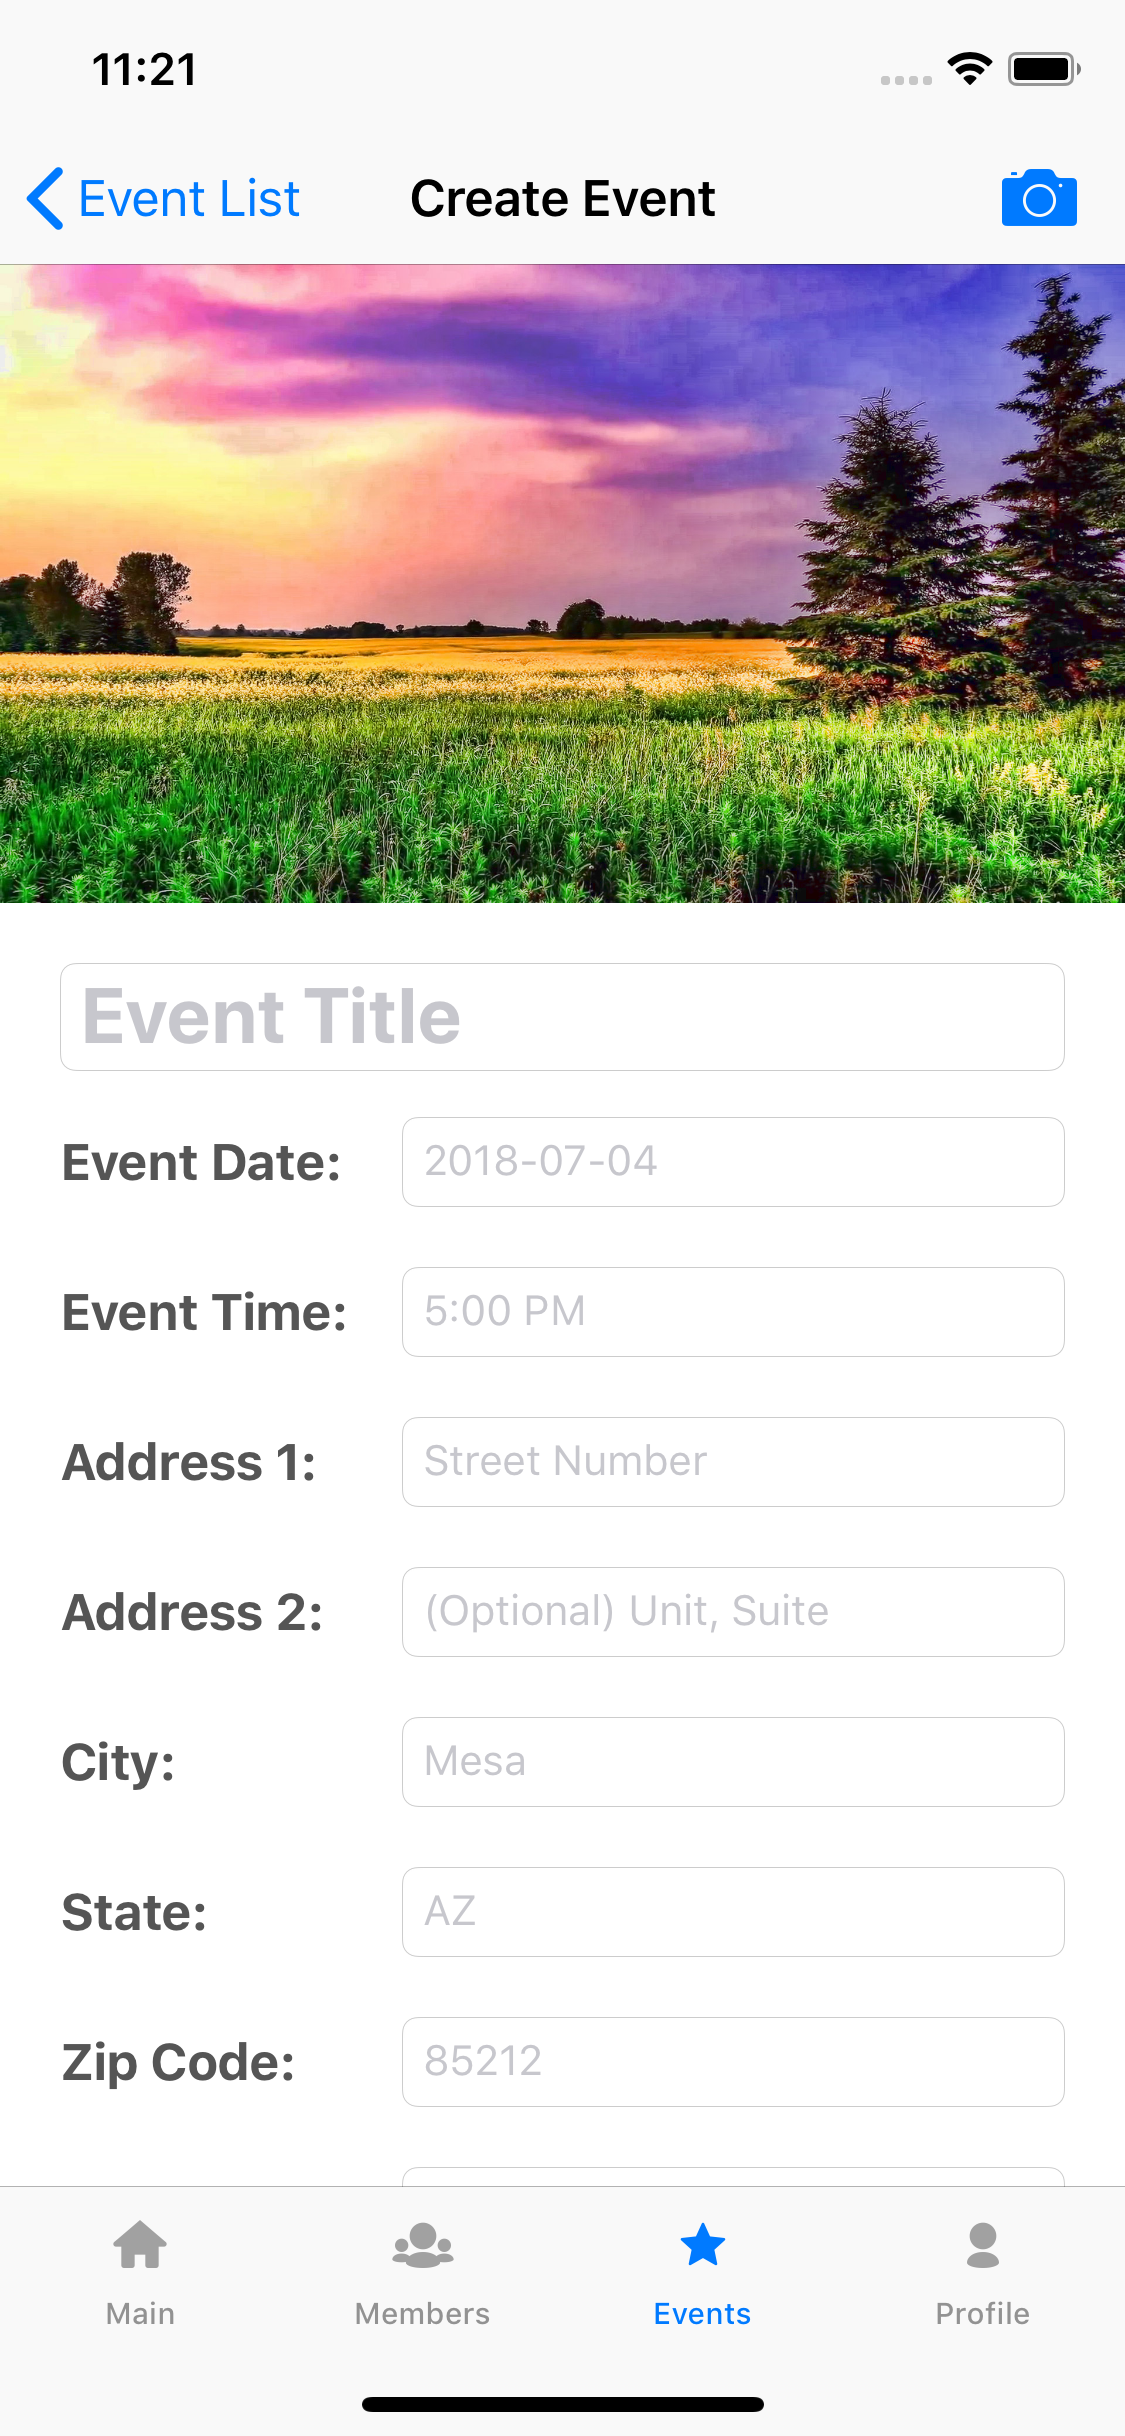 11:21
Event List Create Event
Event Title
Event Date: 2018-07-04
Event Time: 5:00 PM
Address 1: Street Number
Address 2: (Optional) Unit, Suite
City: Mesa
State: AZ
Zip Code: 85212
Main Members Events Profile